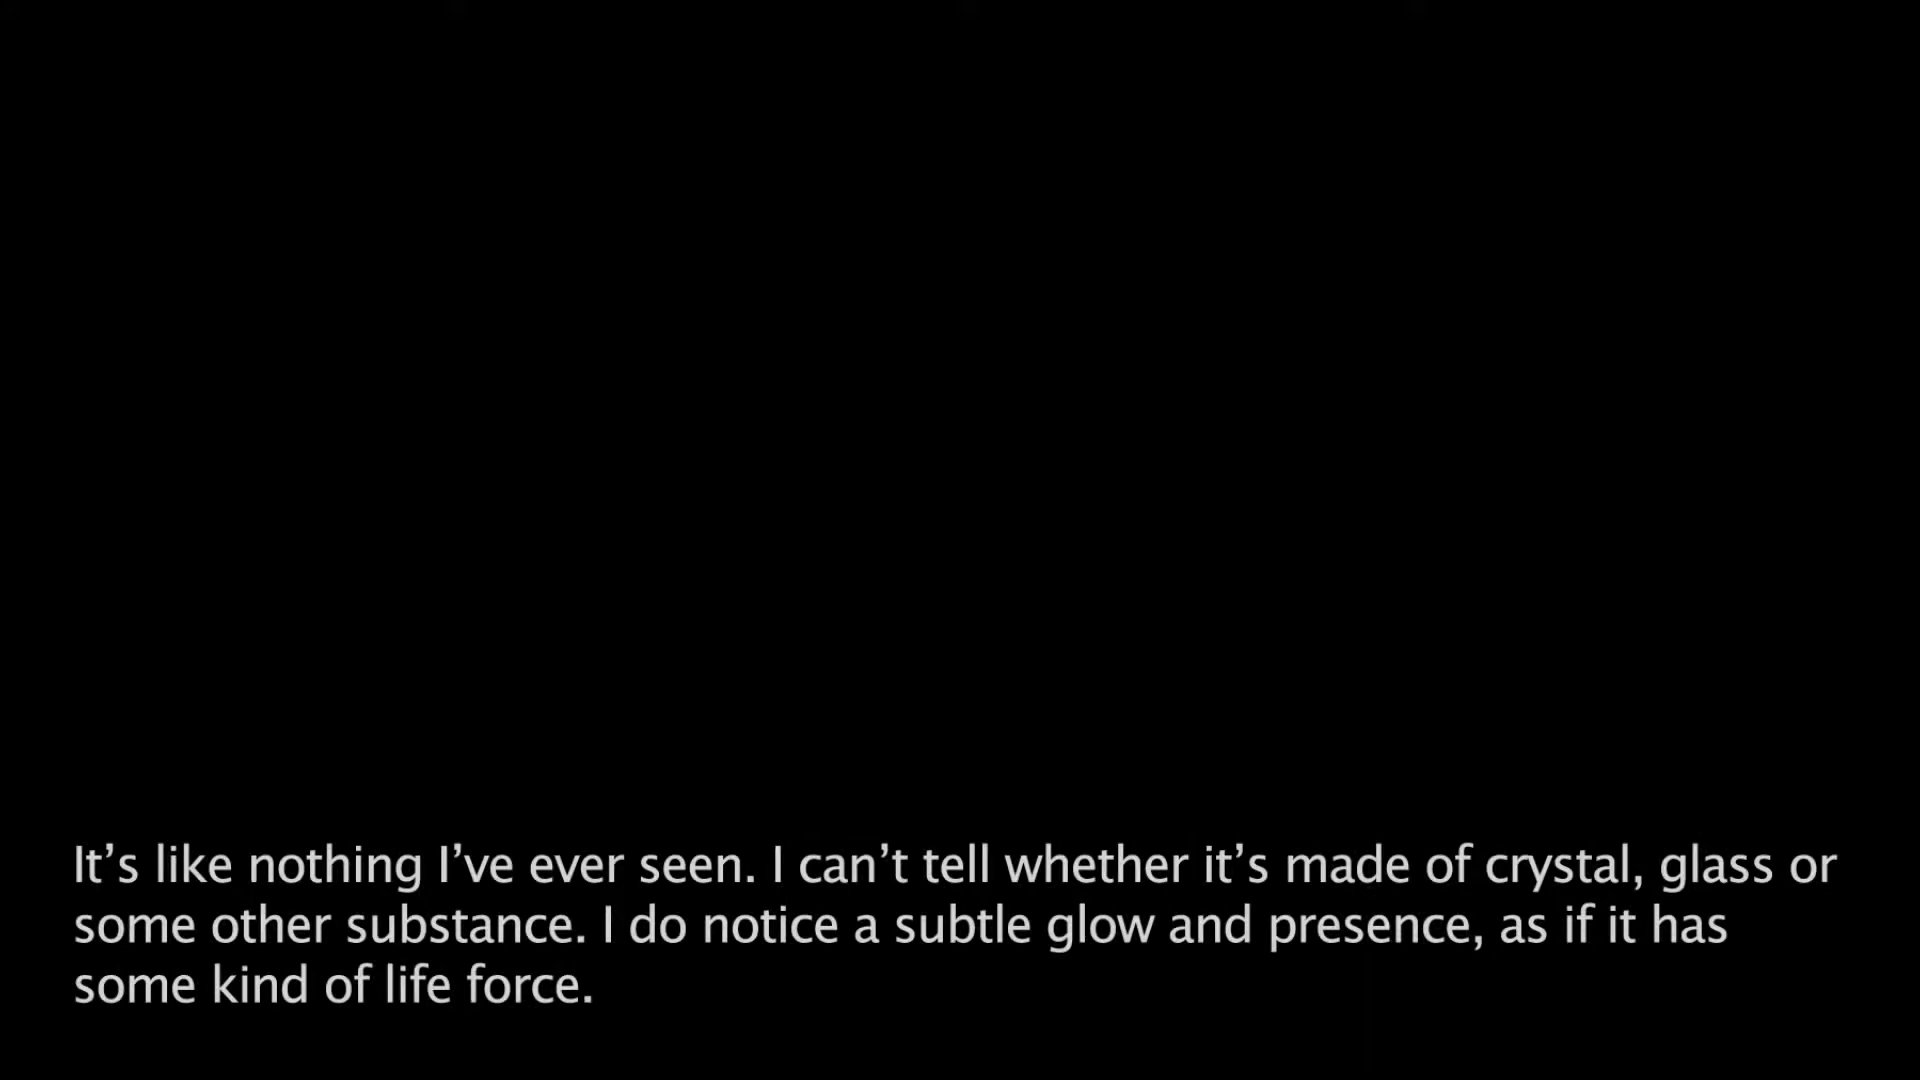 It’s like nothing I’ve ever seen. I can’t tell whether it’s made of crystal, glass or
some other substance. I do notice a subtle glow and presence, as if it has
some kind of life force.